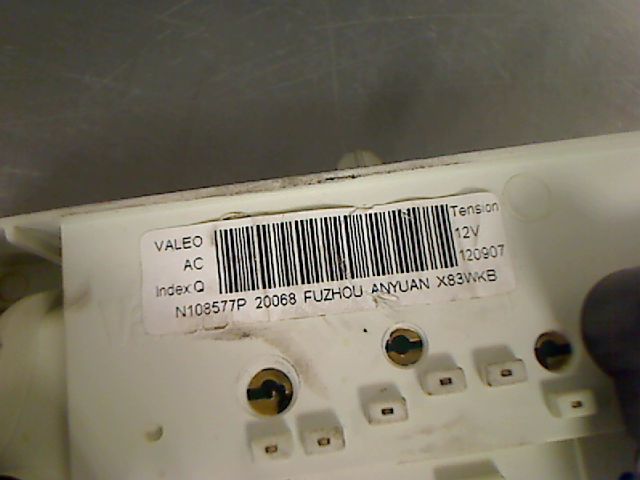 VALEO Tension
AC 12V
Index Q 120907
N108577P 20068 FUZHOU ANYUAN X83WKB